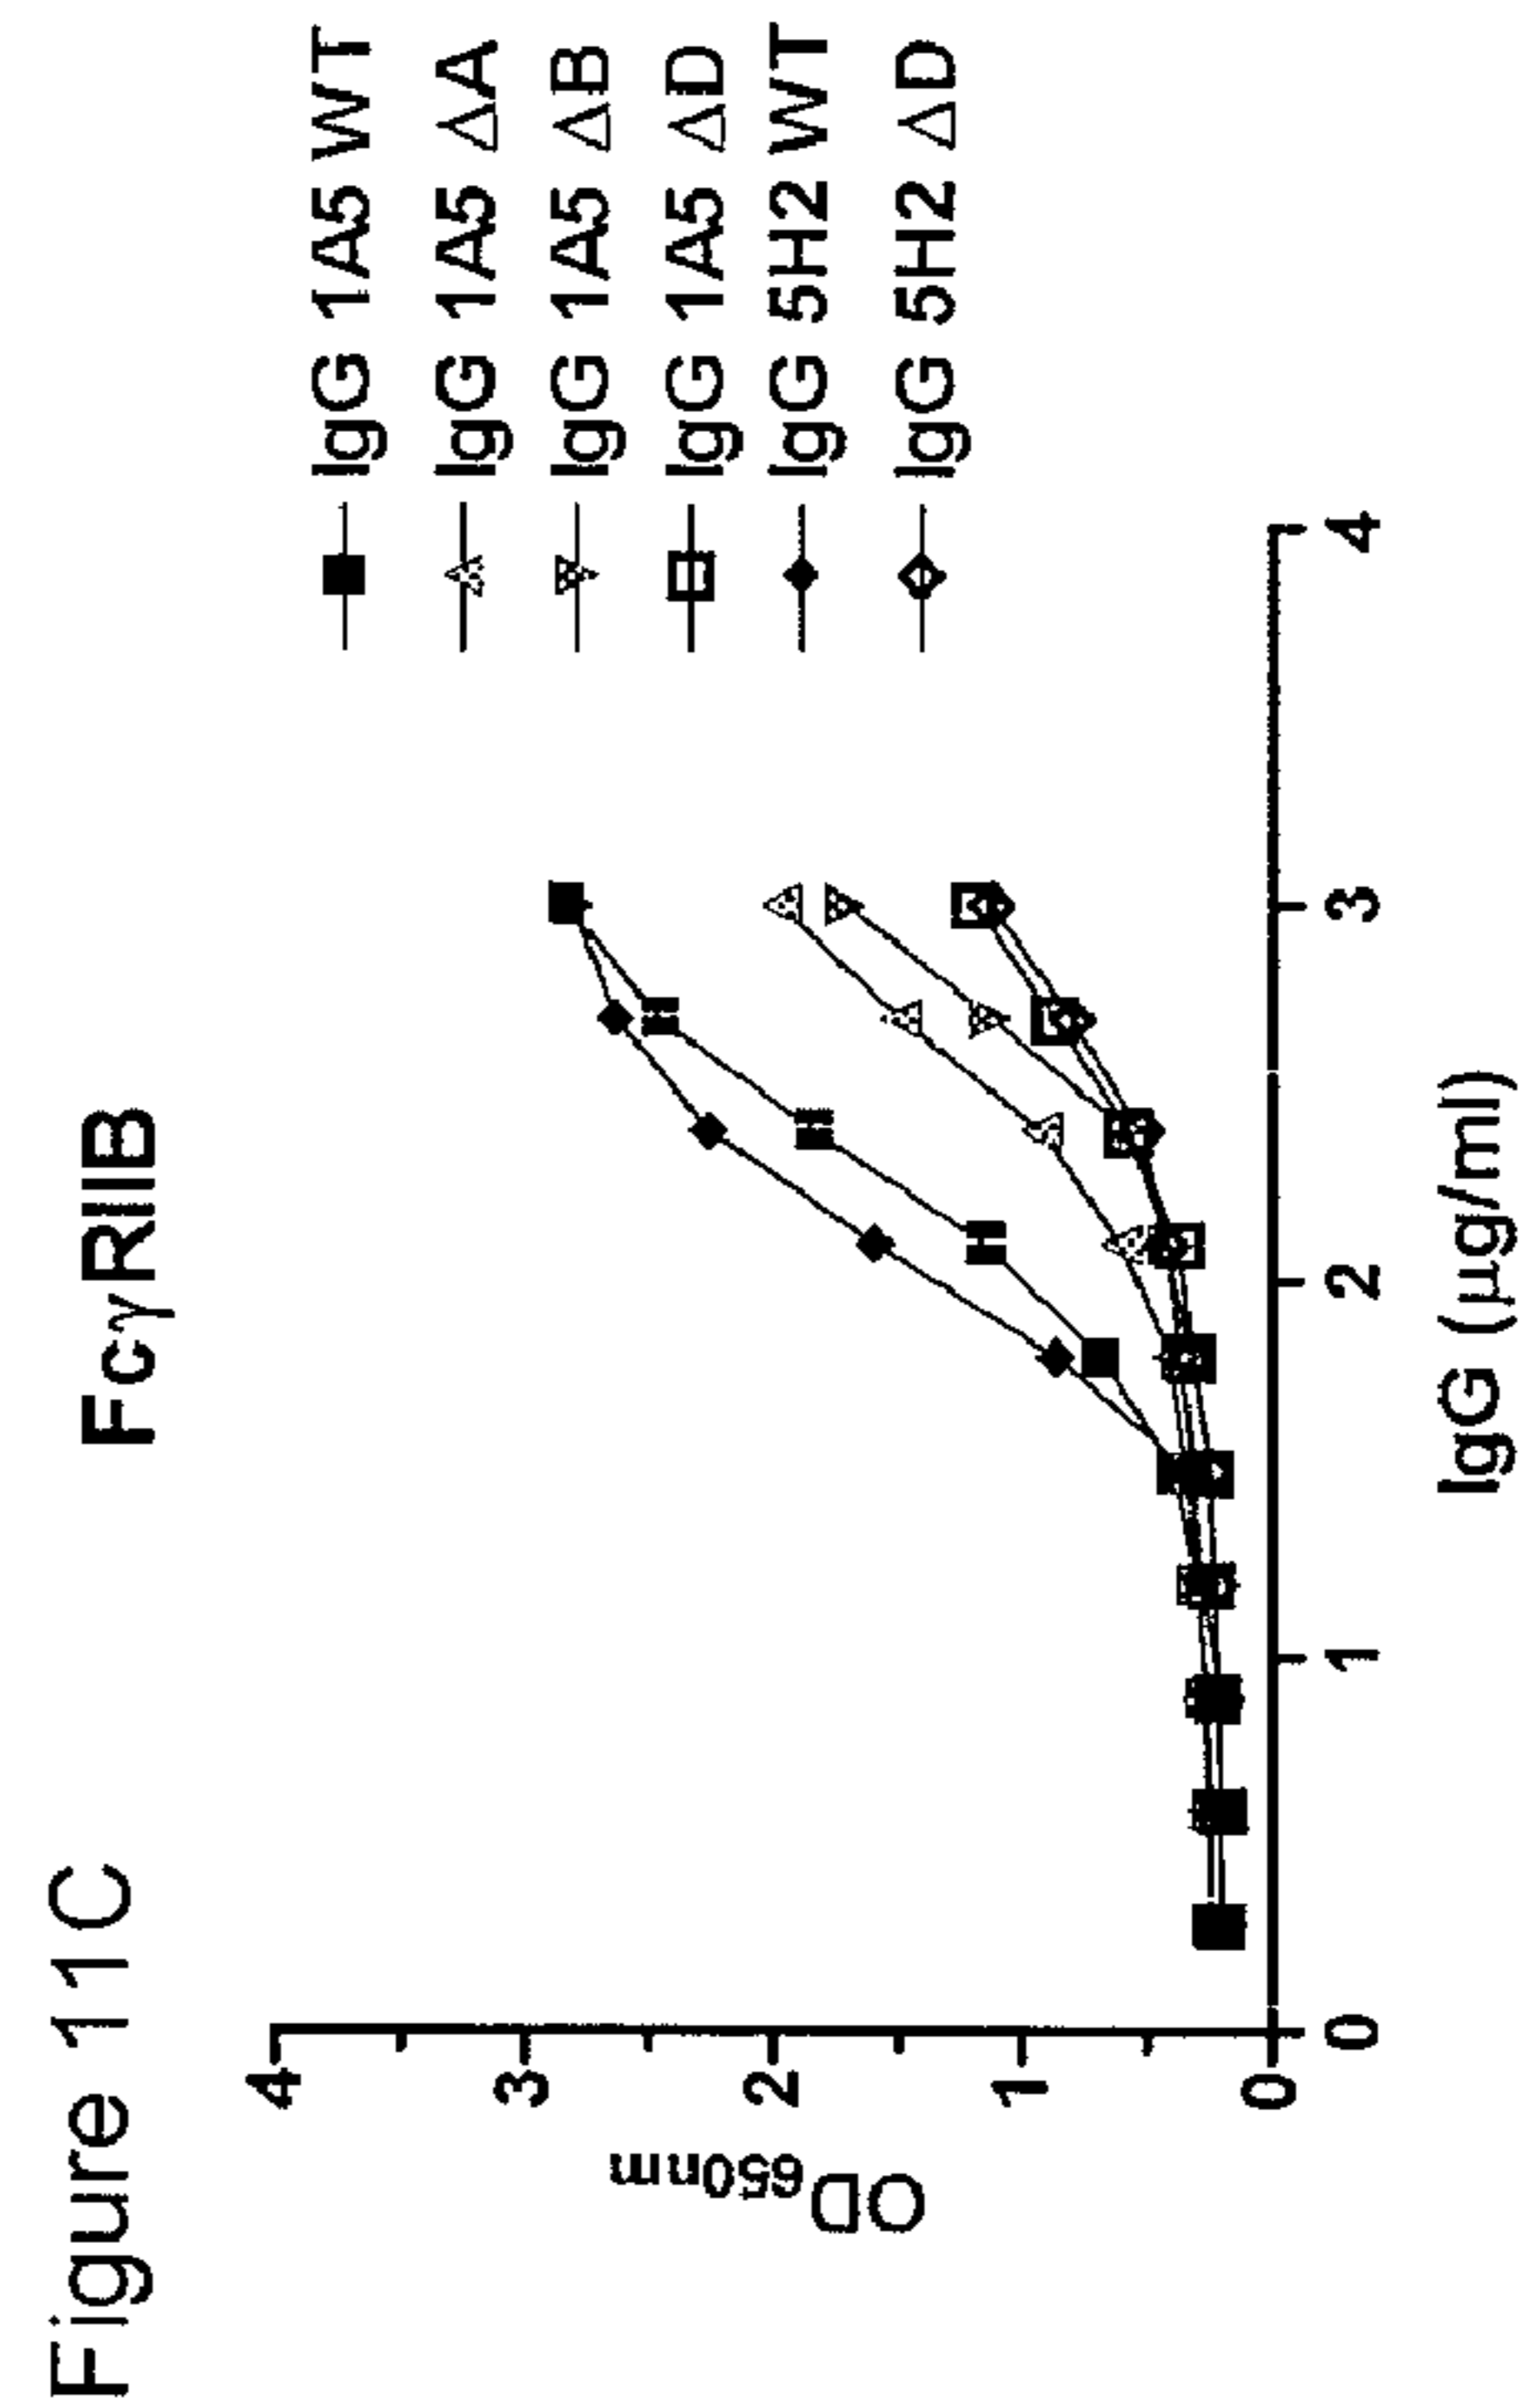 Figure 11C
FcγRIIB
4
3
2
1
0
OD650nm
0
1
2
3
4
IgG (µg/ml)
IgG 1A5 WT
IgG 1A5 ΔA
IgG 1A5 ΔB
IgG 1A5 ΔD
IgG 5H2 WT
IgG 5H2 ΔD